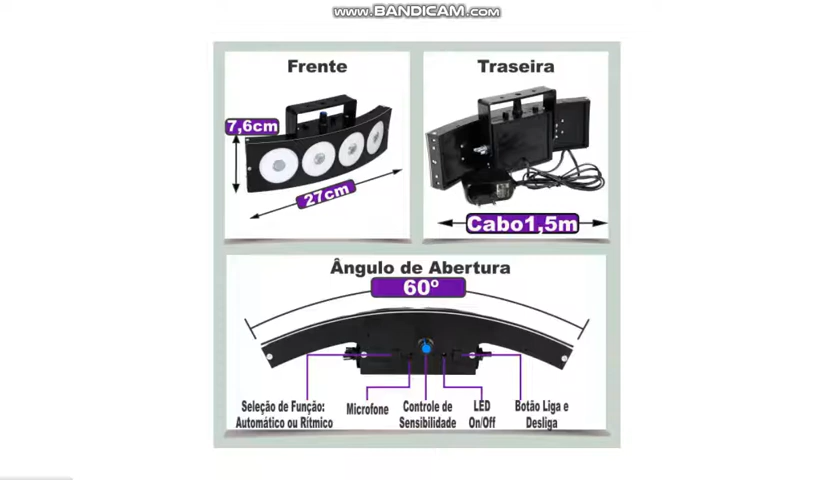 www.BANDICAM.com
Frente
7,6cm
27cm
Traseira
Cabo1,5m
Ângulo de Abertura
60º
Seleção de Função:
Automático ou Rítmico
Microfone
Controle de
Sensibilidade
LED
On/Off
Botão Liga e
Desliga